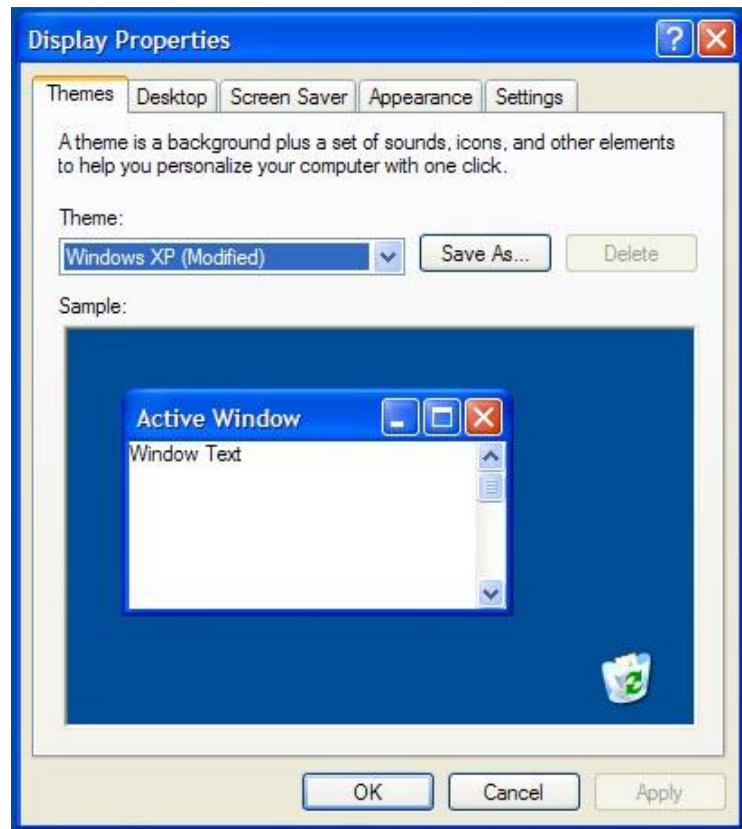 Display Properties
Themes Desktop Screen Saver Appearance Settings
A theme is a background plus a set of sounds, icons, and other elements
to help you personalize your computer with one click.
Theme:
Windows XP (Modified) Save As... Delete
Sample:
Active Window
Window Text
OK Cancel Apply